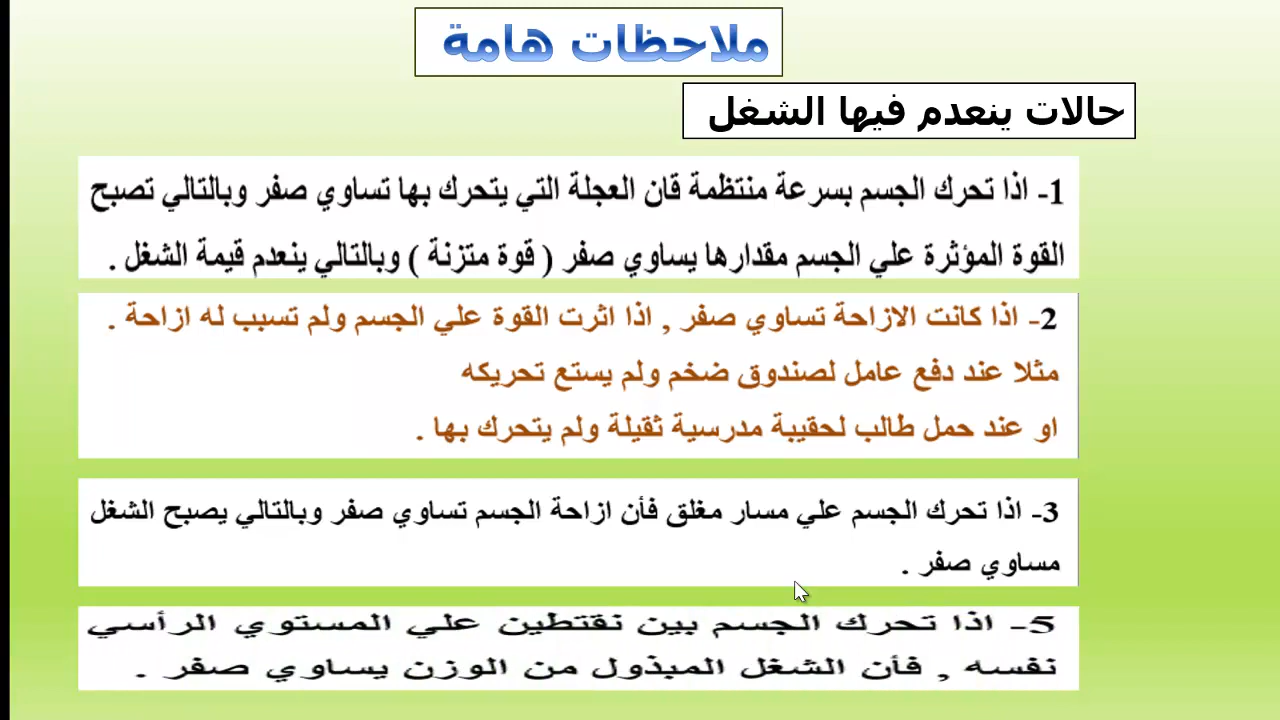 ملاحظات هامة
حالات ينعدم فيها الشغل
1- اذا تحرك الجسم بسرعة منتظمة قان العجلة التي يتحرك بها تساوي صفر وبالتالي تصبح
القوة المؤثرة علي الجسم مقدارها يساوي صفر ( قوة متزنة ) وبالتالي ينعدم قيمة الشغل .
2- اذا كانت الازاحة تساوي صفر , اذا اثرت القوة علي الجسم ولم تسبب له ازاحة .
مثلا عند دفع عامل لصندوق ضخم ولم يستع تحريكه
او عند حمل طالب لحقيبة مدرسية ثقيلة ولم يتحرك بها .
3- اذا تحرك الجسم علي مسار مغلق فأن ازاحة الجسم تساوي صفر وبالتالي يصبح الشغل
مساوي صفر .
5- اذا تحرك الجسم بين نقتطين علي المستوي الرأسي
نفسه , فأن الشغل المبذول من الوزن يساوي صفر .